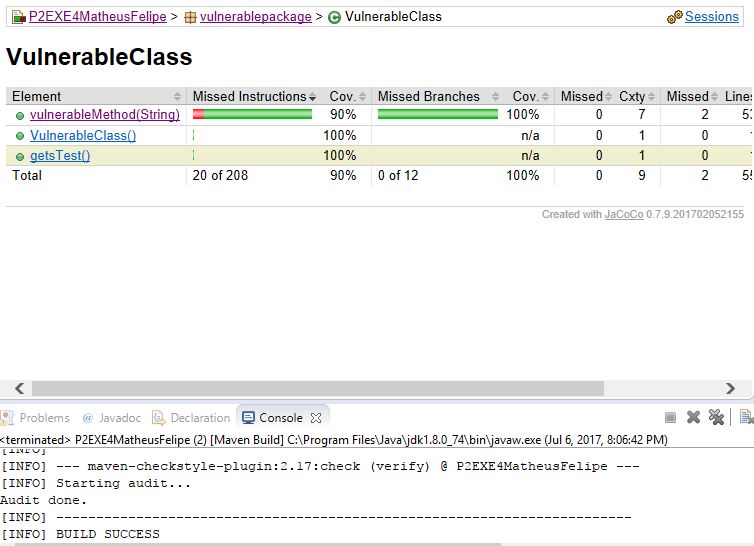 P2EXE4MatheusFelipe > vulnerablepackage > VulnerableClass Sessions
VulnerableClass
Element Missed Instructions Cov. Missed Branches Cov. Missed Cxty Missed Lines
vulnerableMethod(String) 90% 100% 0 7 2 53
VulnerableClass() 100% n/a 0 1 0 1
getsTest() 100% n/a 0 1 0 1
Total 20 of 208 90% 0 of 12 100% 0 9 2 55
Created with JaCoCo 0.7.9.201702052155
Problems @ Javadoc Declaration Console
<terminated> P2EXE4MatheusFelipe (2) [Maven Build] C:\Program Files\Java\jdk1.8.0_74\bin\javaw.exe (Jul 6, 2017, 8:06:42 PM)
[INFO]
[INFO] --- maven-checkstyle-plugin:2.17:check (verify) @ P2EXE4MatheusFelipe ---
[INFO] Starting audit...
Audit done.
[INFO] ------------------------------------------------------------------------
[INFO] BUILD SUCCESS